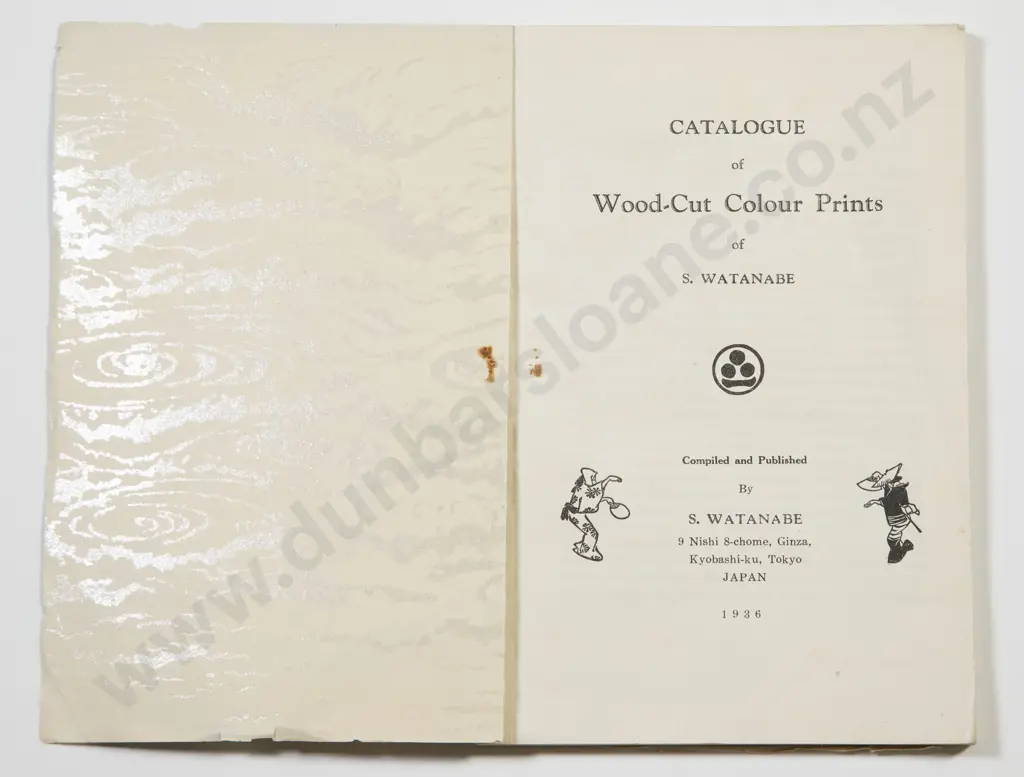 CATALOGUE
of
Wood-Cut Colour Prints
of
S. WATANABE
Compiled and Published
By
S. WATANABE
9 Nishi 8-chome, Ginza,
Kyobashi-ku, Tokyo
JAPAN
1936
www.dunbarsloane.co.nz